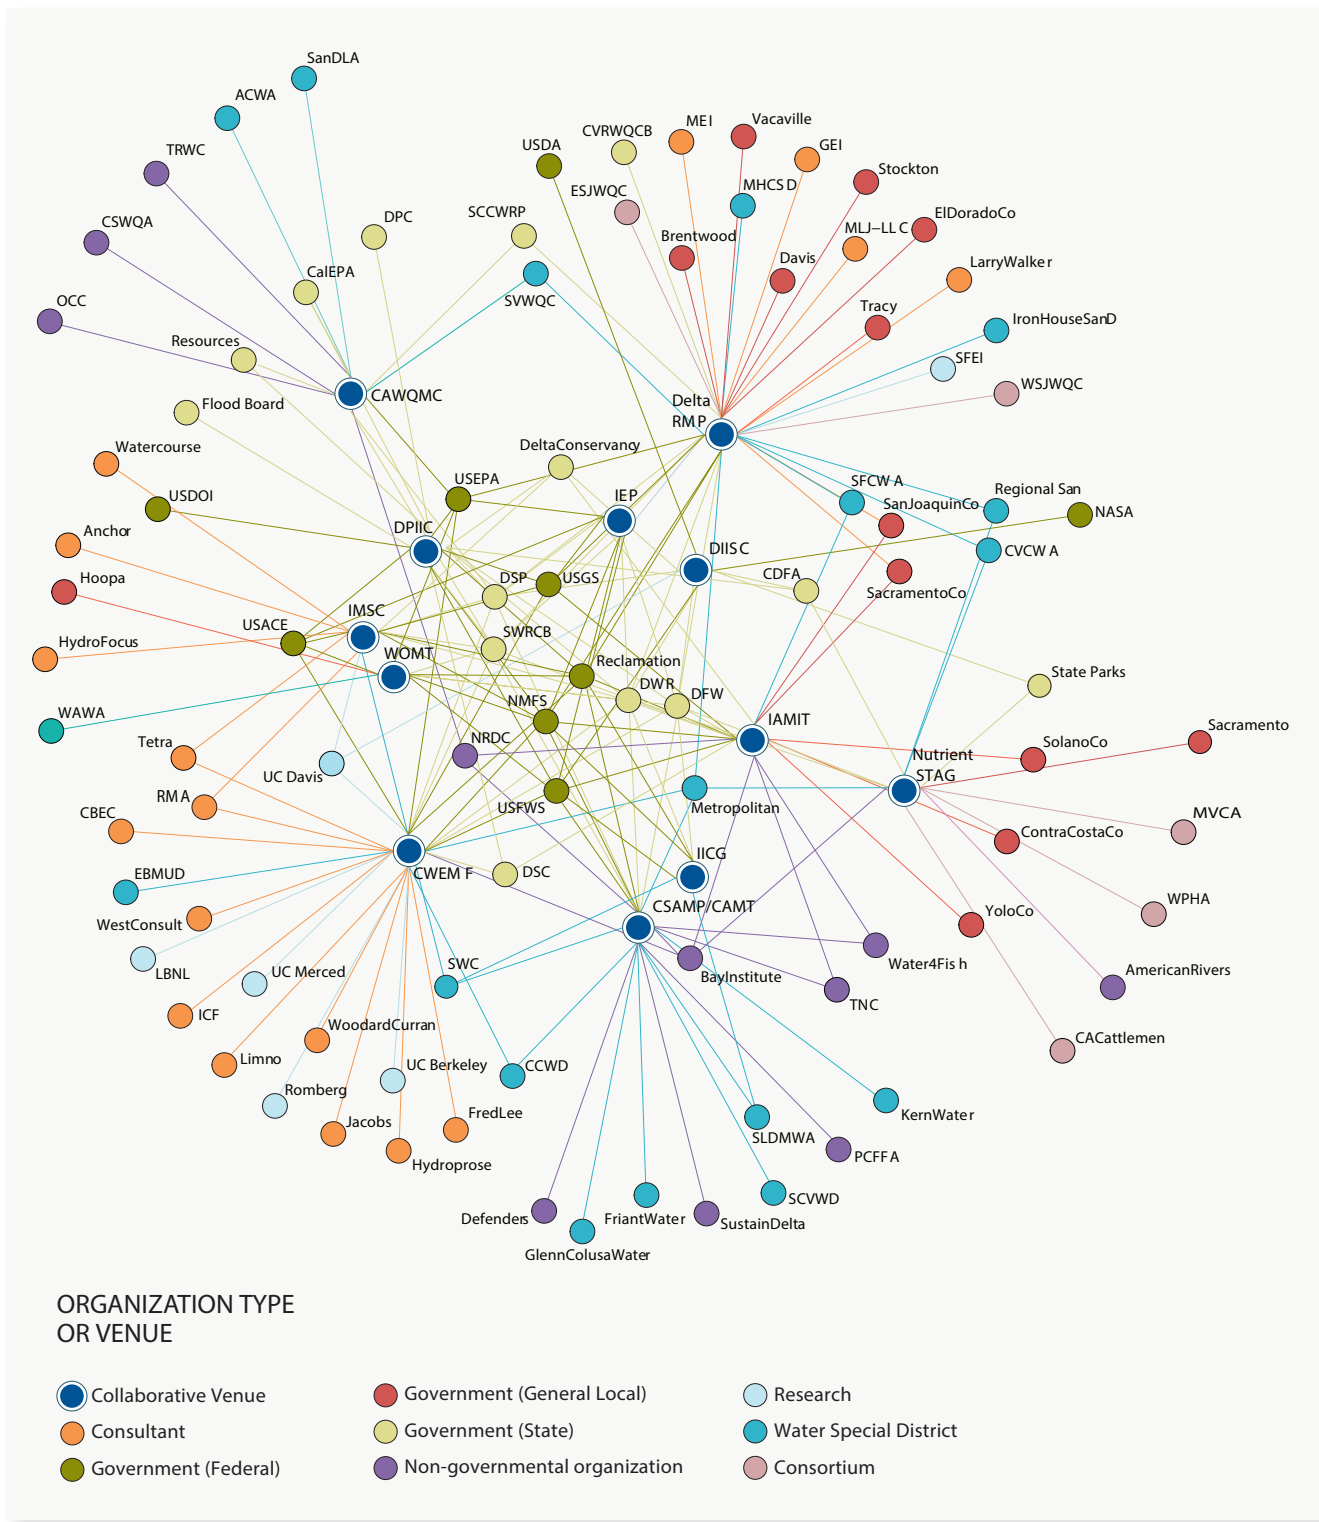 SanDLA
ACWA
TRWC
CSWQA
OCC
DPC
CalEPA
Resources
Flood Board
CAWQMC
SCCWRP
SVWQC
USDA
CVRWQCB
ESJWQC
MEI
Vacaville
GEI
MHCSD
Stockton
Brentwood
MLJ–LLC
ElDoradoCo
Davis
LarryWalker
Tracy
IronHouseSanD
SFEI
WSJWQC
Delta
RMP
Watercourse
USDOI
Anchor
Hoopa
HydroFocus
WAWA
USEPA
DeltaConservancy
IEP
DPIIC
DIISC
SFCWA
SanJoaquinCo
Regional San
NASA
CVCWA
SacramentoCo
CDFA
DSP
USGS
IMSC
USACE
WOMT
SWRCB
Reclamation
DWR
DFW
NMFS
State Parks
IAMIT
Sacramento
SolanoCo
Nutrient
STAG
NRDC
Tetra
UC Davis
RMA
CBEC
USFWS
Metropolitan
MVCA
ContraCostaCo
IICG
CWEMF
DSC
EBMUD
WestConsult
LBNL
CSAMP/CAMT
WPHA
YoloCo
UC Merced
SWC
BayInstitute
Water4Fish
TNC
AmericanRivers
ICF
WoodardCurran
CACattlemen
Limno
UC Berkeley
CCWD
Romberg
Jacobs
FredLee
Hydroprose
KernWater
SLDMWA
PCFFA
SCVWD
Defenders
FriantWater
SustainDelta
GlennColusaWater
ORGANIZATION TYPE
OR VENUE
Collaborative Venue
Consultant
Government (Federal)
Government (General Local)
Government (State)
Non-governmental organization
Research
Water Special District
Consortium